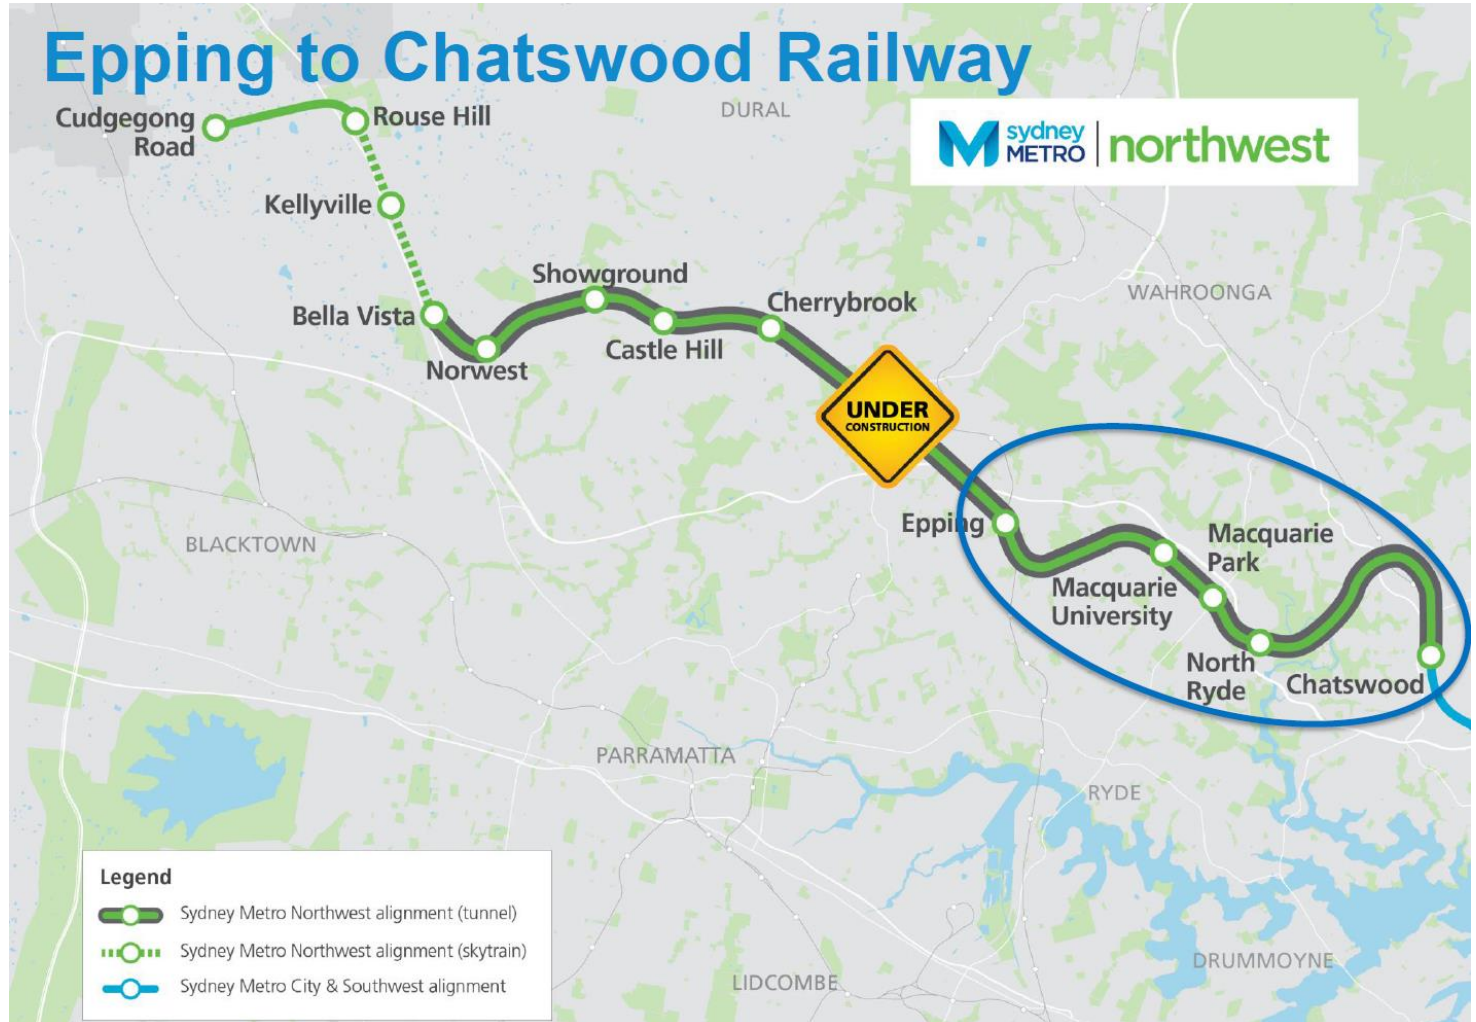 Epping to Chatswood Railway
Cudgegong
Road
Rouse Hill
DURAL
sydney
METRO
northwest
Kellyville
Showground
WAHROONGA
Bella Vista
Cherrybrook
Norwest
Castle Hill
UNDER
CONSTRUCTION
Epping
Macquarie
Park
BLACKTOWN
Macquarie
University
North
Ryde
Chatswood
PARRAMATTA
RYDE
Legend
Sydney Metro Northwest alignment (tunnel)
Sydney Metro Northwest alignment (skytrain)
Sydney Metro City & Southwest alignment
LIDCOMBE
DRUMMOYNE